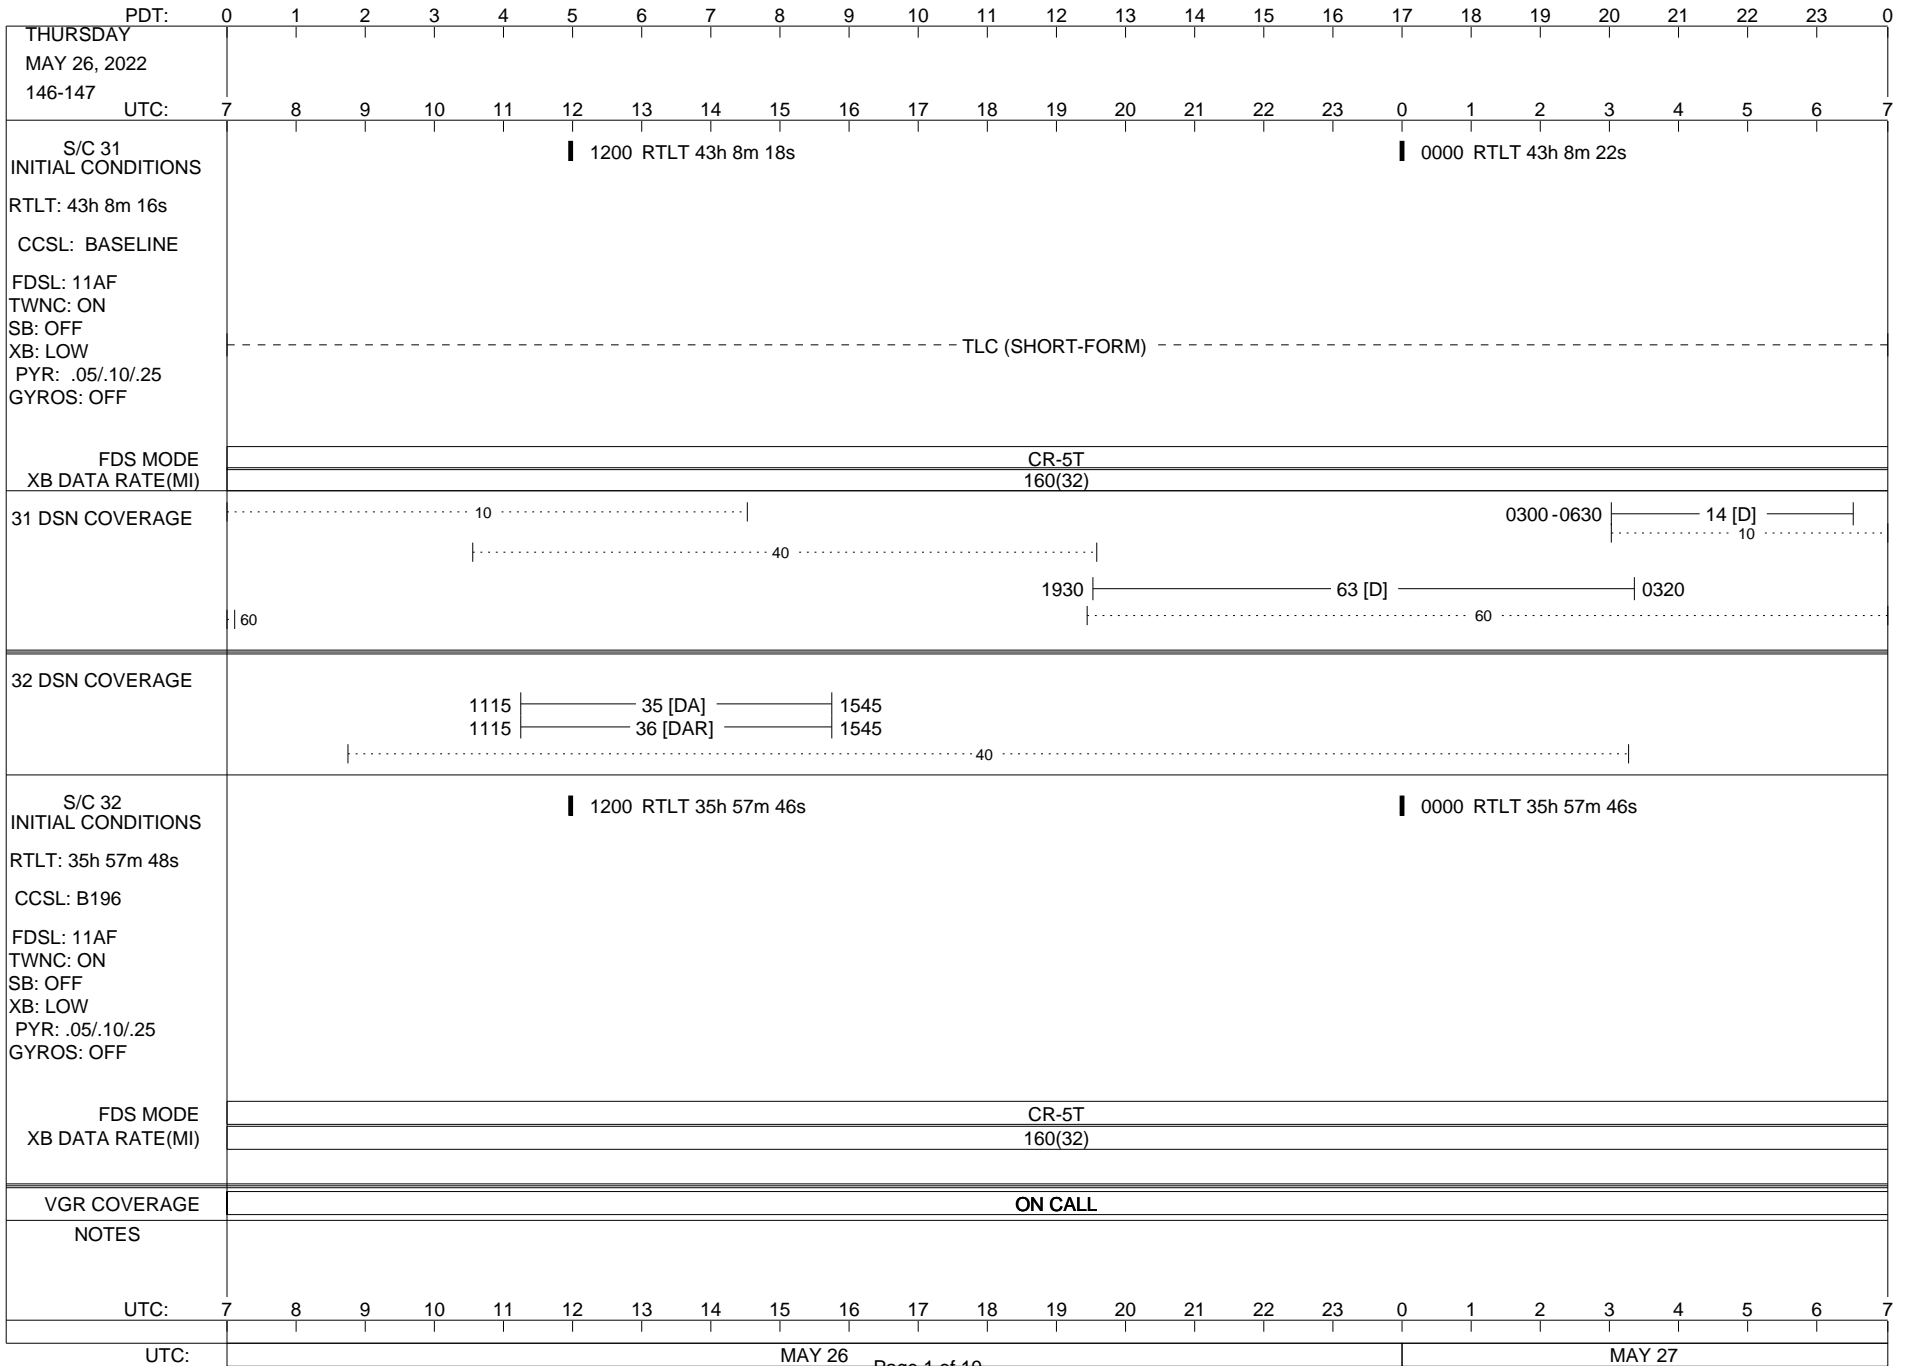 PDT: 0 1 2 3 4 5 6 7 8 9 10 11 12 13 14 15 16 17 18 19 20 21 22 23 0
THURSDAY
MAY 26, 2022
146-147
UTC: 7 8 9 10 11 12 13 14 15 16 17 18 19 20 21 22 23 0 1 2 3 4 5 6 7
S/C 31
INITIAL CONDITIONS
1200 RTLT 43h 8m 18s
0000 RTLT 43h 8m 22s
RTLT: 43h 8m 16s
CCSL: BASELINE
FDSL: 11AF
TWNC: ON
SB: OFF
XB: LOW
TLC (SHORT-FORM)
PYR: .05/.10/.25
GYROS: OFF
FDS MODE CR-5T
XB DATA RATE(MI) 160(32)
31 DSN COVERAGE
10
0300-0630 14 [D]
10
40
1930 63 [D] 0320
60
60
32 DSN COVERAGE
1115 35 [DA] 1545
1115 36 [DAR] 1545
40
S/C 32
INITIAL CONDITIONS
1200 RTLT 35h 57m 46s
0000 RTLT 35h 57m 46s
RTLT: 35h 57m 48s
CCSL: B196
FDSL: 11AF
TWNC: ON
SB: OFF
XB: LOW
PYR: .05/.10/.25
GYROS: OFF
FDS MODE CR-5T
XB DATA RATE(MI) 160(32)
VGR COVERAGE ON CALL
NOTES
UTC: 7 8 9 10 11 12 13 14 15 16 17 18 19 20 21 22 23 0 1 2 3 4 5 6 7
UTC: MAY 26 MAY 27
Page 1 of 19